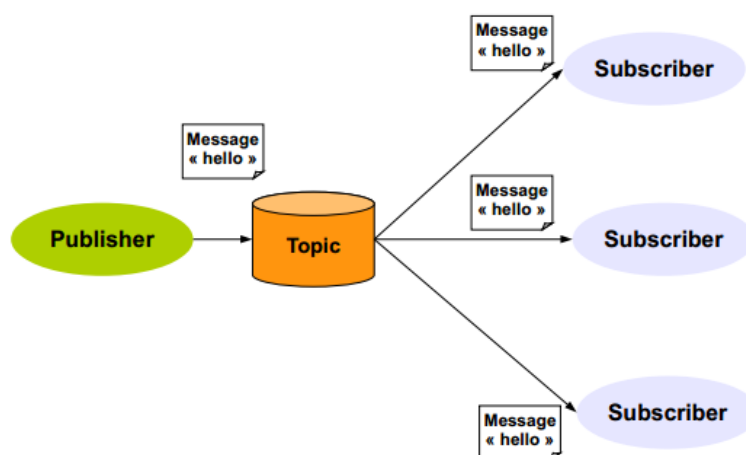 Message
« hello »
Subscriber
Message
« hello »
Publisher
Topic
Message
« hello »
Subscriber
Message
« hello »
Subscriber